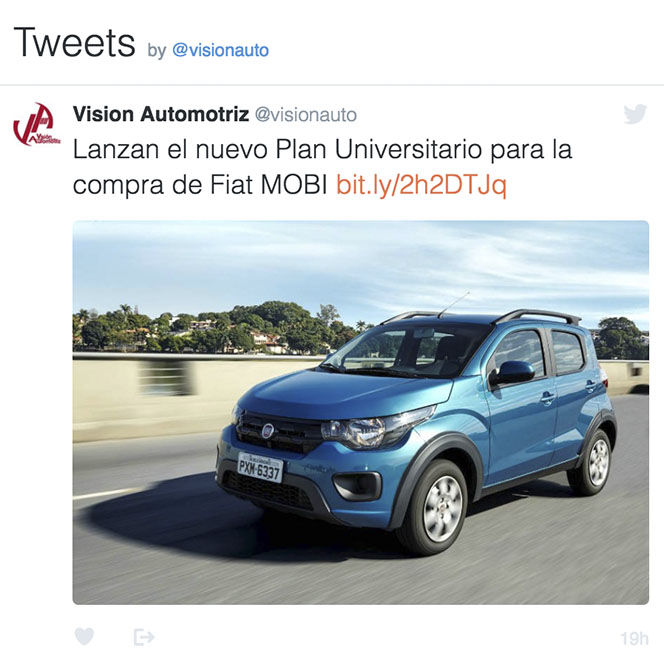 Tweets by @visionauto
Vision Automotriz @visionauto
Lanzan el nuevo Plan Universitario para la
compra de Fiat MOBI bit.ly/2h2DTJq
PXM-6337
19h